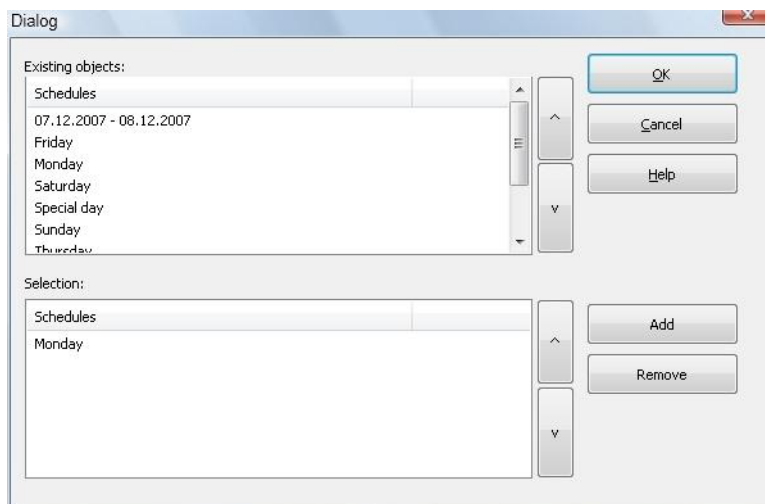 Dialog
Existing objects:
Schedules
07.12.2007 - 08.12.2007
Friday
Monday
Saturday
Special day
Sunday
Thursday
^
v
OK
Cancel
Help
Selection:
Schedules
Monday
^
v
Add
Remove